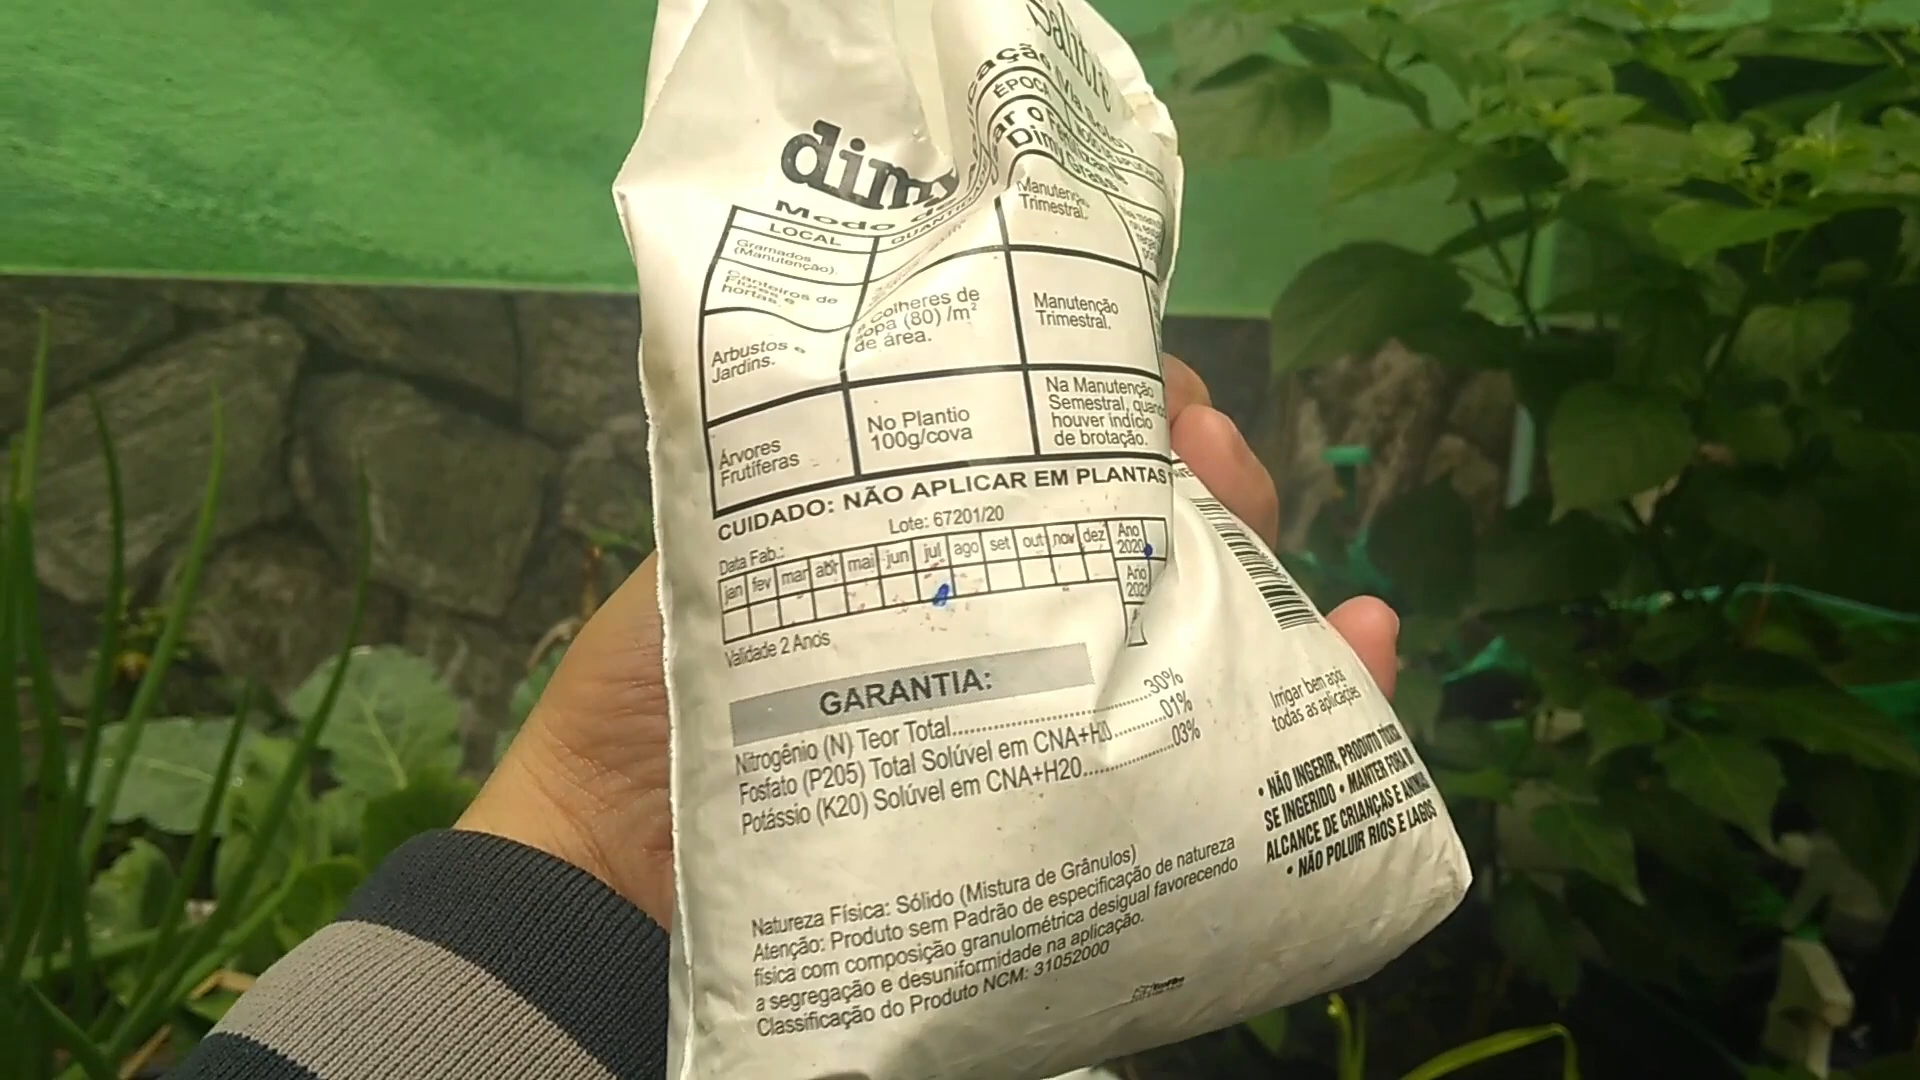 dimy
Modo de
LOCAL
QUANTI
ÉPOCA
Gramados
(Manutenção).
Manutenção
Trimestral.
Canteiros de
Flores e
hortas.
Arbustos e
Jardins.
colheres de
sopa (80) /m²
de área.
Manutenção
Trimestral.
Árvores
Frutíferas
No Plantio
100g/cova
Na Manutenção
Semestral, quando
houver indício
de brotação.
CUIDADO: NÃO APLICAR EM PLANTAS
Lote: 67201/20
Data Fab.:
jan fev mar abr mai jun jul ago set out nov dez Ano 2020
Ano 2021
Validade 2 Anos
GARANTIA:
Nitrogênio (N) Teor Total..........30%
Fosfato (P205) Total Solúvel em CNA+H20..........01%
Potássio (K20) Solúvel em CNA+H20..........03%
Natureza Física: Sólido (Mistura de Grânulos)
Atenção: Produto sem Padrão de especificação de natureza
física com composição granulométrica desigual favorecendo
a segregação e desuniformidade na aplicação.
Classificação do Produto NCM: 31052000
Irrigar bem após
todas as aplicações
• NÃO INGERIR, PRODUTO TÓXICO
SE INGERIDO • MANTER FORA DO
ALCANCE DE CRIANÇAS E ANIMAIS
• NÃO POLUIR RIOS E LAGOS